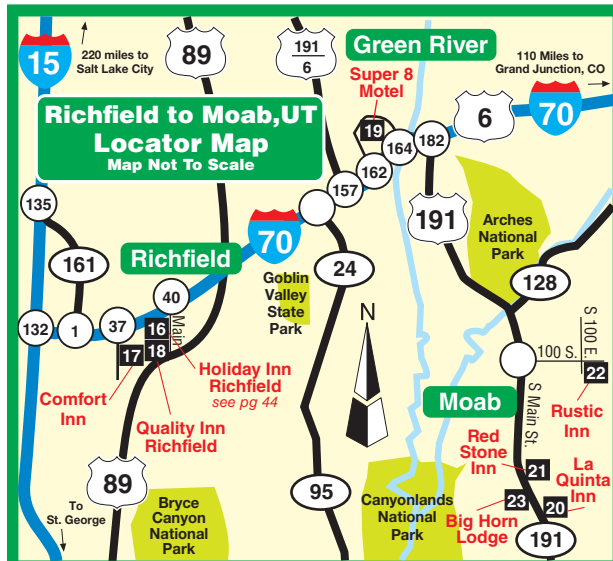 15
220 miles to
Salt Lake City
89
191
6
Green River
110 Miles to
Grand Junction, CO
70
Super 8
Motel
6
Richfield to Moab,UT
Locator Map
Map Not To Scale
19
164
182
162
157
135
191
Arches
National
Park
161
Richfield
70
24
128
Goblin
Valley
State
Park
40
N
132
1
37
16
Main
17
18
Holiday Inn
Richfield
see pg 44
Comfort
Inn
Quality Inn
Richfield
100 S.
S 100 E.
22
Rustic
Inn
Moab
S Main St.
Red
Stone
Inn
21
La
Quinta
Inn
23
20
Big Horn
Lodge
89
95
Canyonlands
National
Park
Bryce
Canyon
National
Park
To
St. George
191